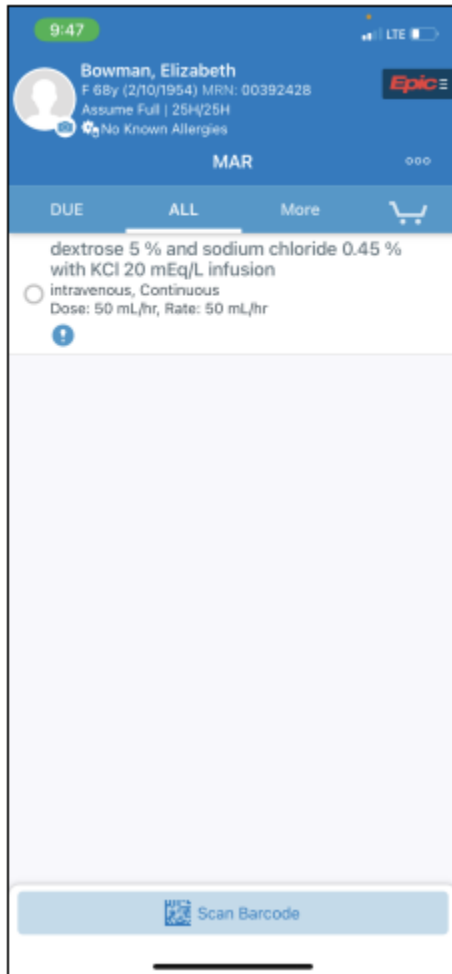 9:47
LTE
Bowman, Elizabeth
F 68y (2/10/1954) MRN: 00392428
Assume Full | 25H/25H
No Known Allergies
Epic
MAR
DUE ALL More
dextrose 5 % and sodium chloride 0.45 %
with KCl 20 mEq/L infusion
intravenous, Continuous
Dose: 50 mL/hr, Rate: 50 mL/hr
Scan Barcode